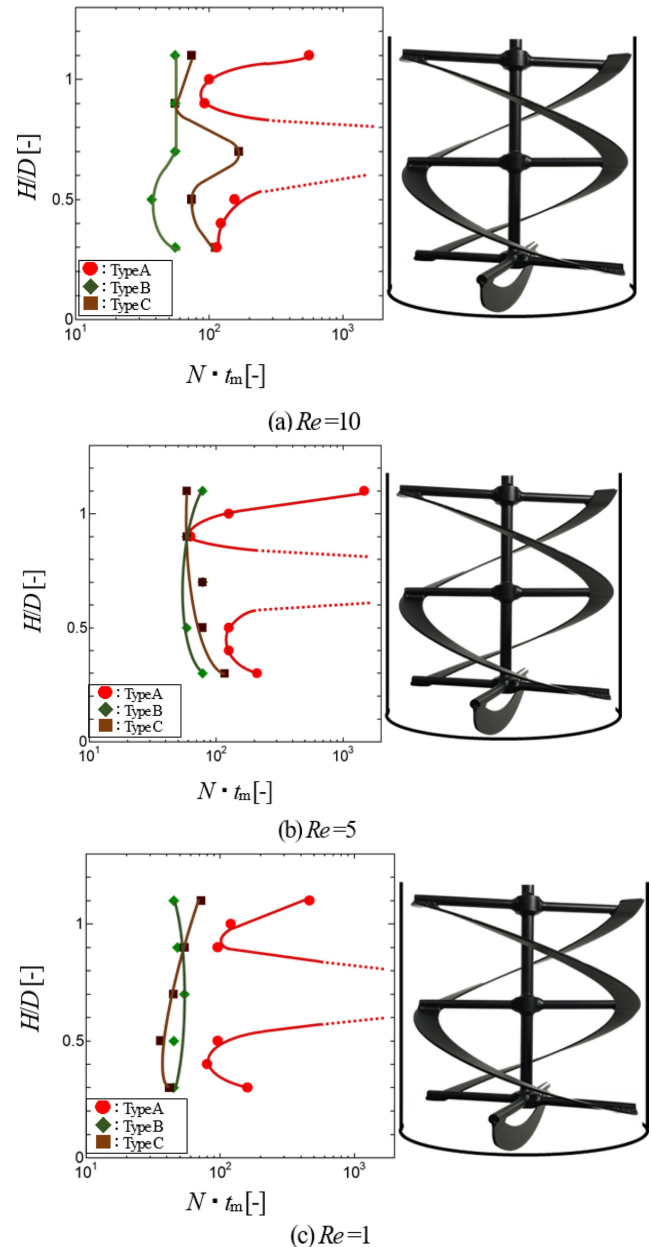 1
0.5
0
H/D[-]
●：TypeA
◆：TypeB
■：TypeC
10¹ 10² 10³
N・tₘ[-]
(a) Re=10
1
0.5
0
H/D[-]
●：TypeA
◆：TypeB
■：TypeC
10¹ 10² 10³
N・tₘ[-]
(b) Re=5
1
0.5
0
H/D[-]
●：TypeA
◆：TypeB
■：TypeC
10¹ 10² 10³
N・tₘ[-]
(c) Re=1